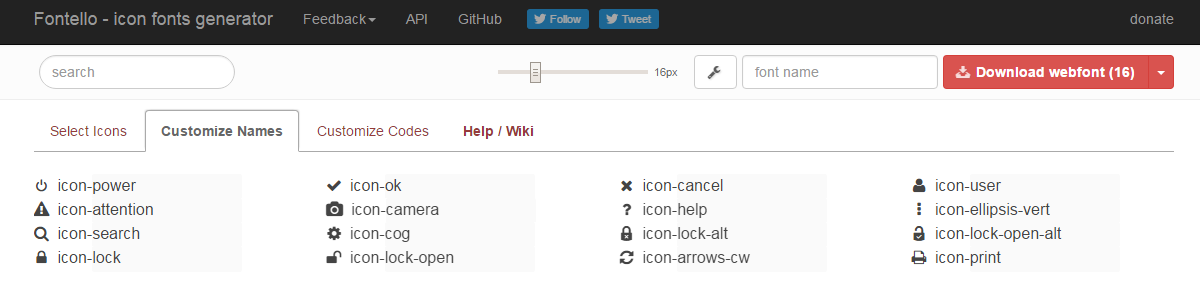 Fontello - icon fonts generator Feedback API GitHub Follow Tweet donate
search 16px font name Download webfont (16)
Select Icons Customize Names Customize Codes Help / Wiki
icon-power icon-ok icon-cancel icon-user
icon-attention icon-camera icon-help icon-ellipsis-vert
icon-search icon-cog icon-lock-alt icon-lock-open-alt
icon-lock icon-lock-open icon-arrows-cw icon-print